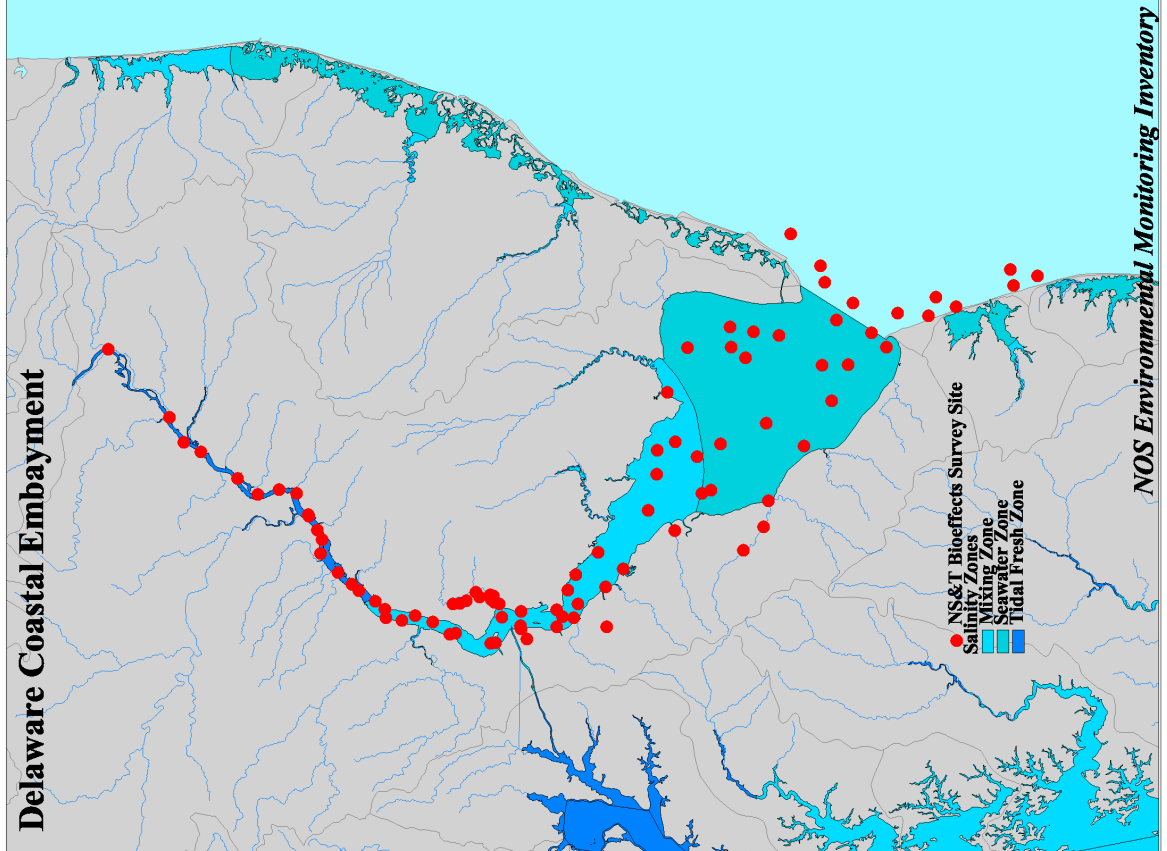 Delaware Coastal Embayment
NS&T Bioeffects Survey Site
Salinity Zones
Mixing Zone
Seawater Zone
Tidal Fresh Zone
NOS Environmental Monitoring Inventory